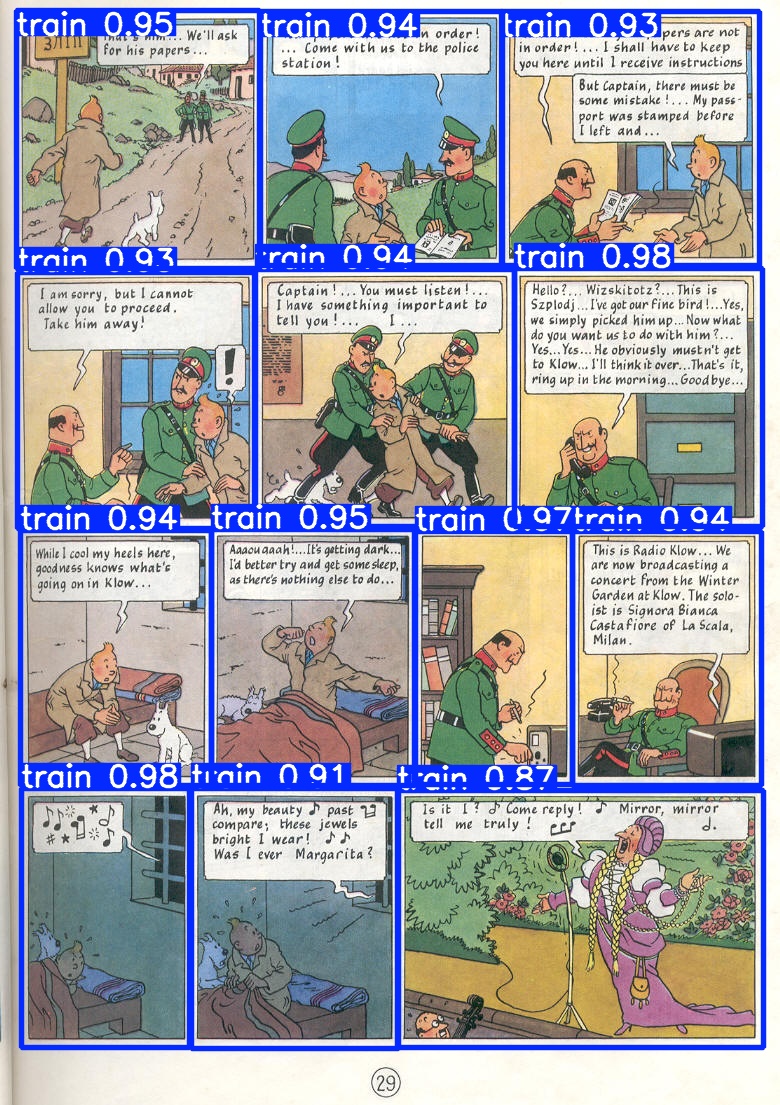 train 0.95
That's him... We'll ask
for his papers...
train 0.94
in order!
... Come with us to the police
station!
train 0.93
pers are not
in order!... I shall have to keep
you here until I receive instructions
But Captain, there must be
some mistake!... My pass-
port was stamped before
I left and...
train 0.93
I am sorry, but I cannot
allow you to proceed.
Take him away!
!
train 0.94
Captain!... You must listen!...
I have something important to
tell you!... I...
train 0.98
Hello?... Wizskitotz?... This is
Szplodj... I've got our fine bird!...Yes,
we simply picked him up... Now what
do you want us to do with him?...
Yes...Yes... He obviously mustn't get
to Klow... I'll think it over...That's it,
ring up in the morning... Goodbye...
train 0.94
While I cool my heels here,
goodness knows what's
going on in Klow...
train 0.95
Aaaouaaah!...It's getting dark...
I'd better try and get some sleep,
as there's nothing else to do...
train 0.97
train 0.94
This is Radio Klow... We
are now broadcasting a
concert from the Winter
Garden at Klow. The solo-
ist is Signora Bianca
Castafiore of La Scala,
Milan.
train 0.98
train 0.91
Ah, my beauty ♪ past
compare; these jewels
bright I wear! ♪ ♪
Was I ever Margarita?
train 0.87
Is it I? ♪ Come reply! ♪ Mirror, mirror
tell me truly!
29